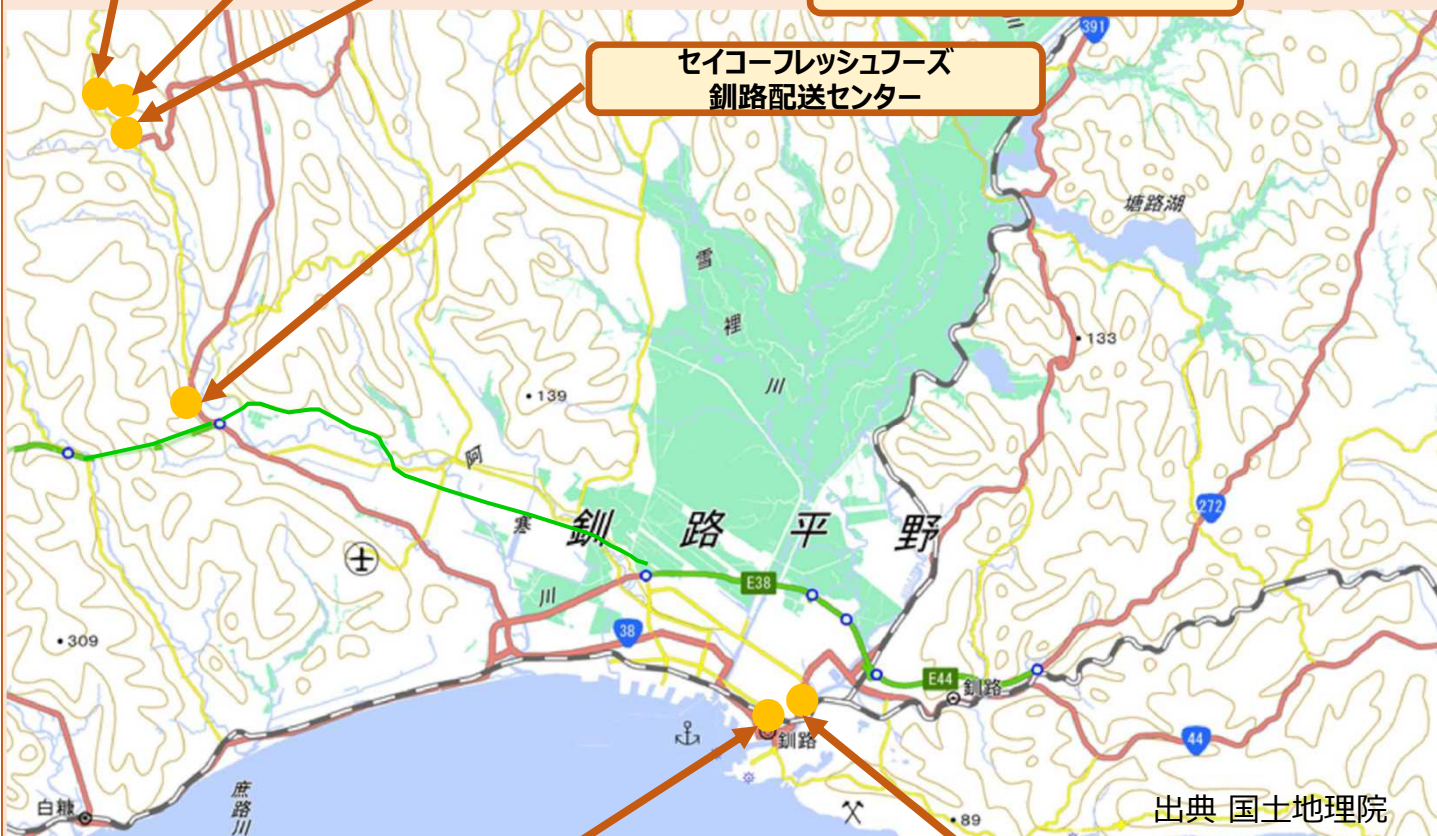 391
セイコーフレッシュフーズ
釧路配送センター
塘路湖
雪
裡
川
133
139
阿
寒
川
釧路平野
272
E38
309
38
E44
釧路
釧路
44
白糠
庶路川
89
出典 国土地理院